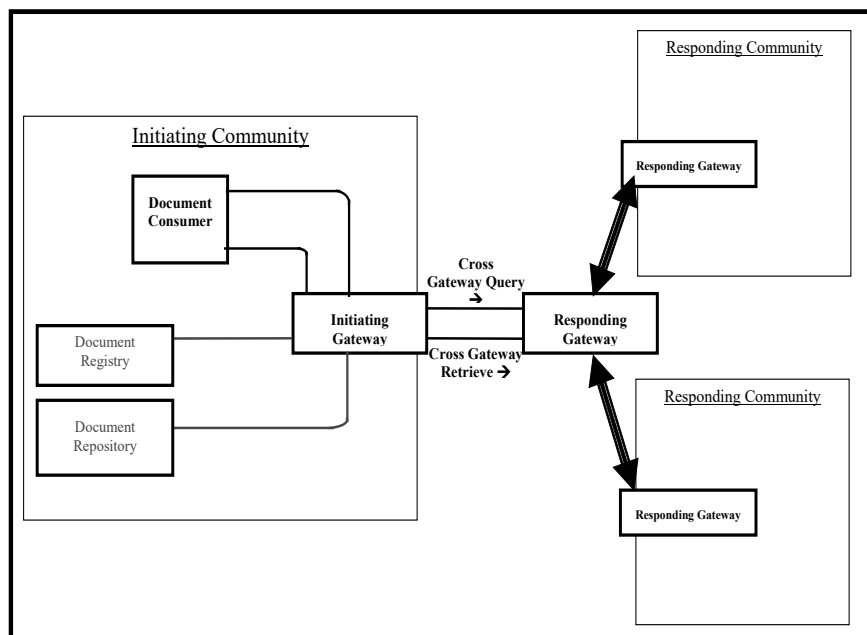 Responding Community
Responding Gateway
Initiating Community
Document
Consumer
Cross
Gateway Query
→
Initiating
Gateway
Responding
Gateway
Cross Gateway
Retrieve →
Document
Registry
Document
Repository
Responding Community
Responding Gateway